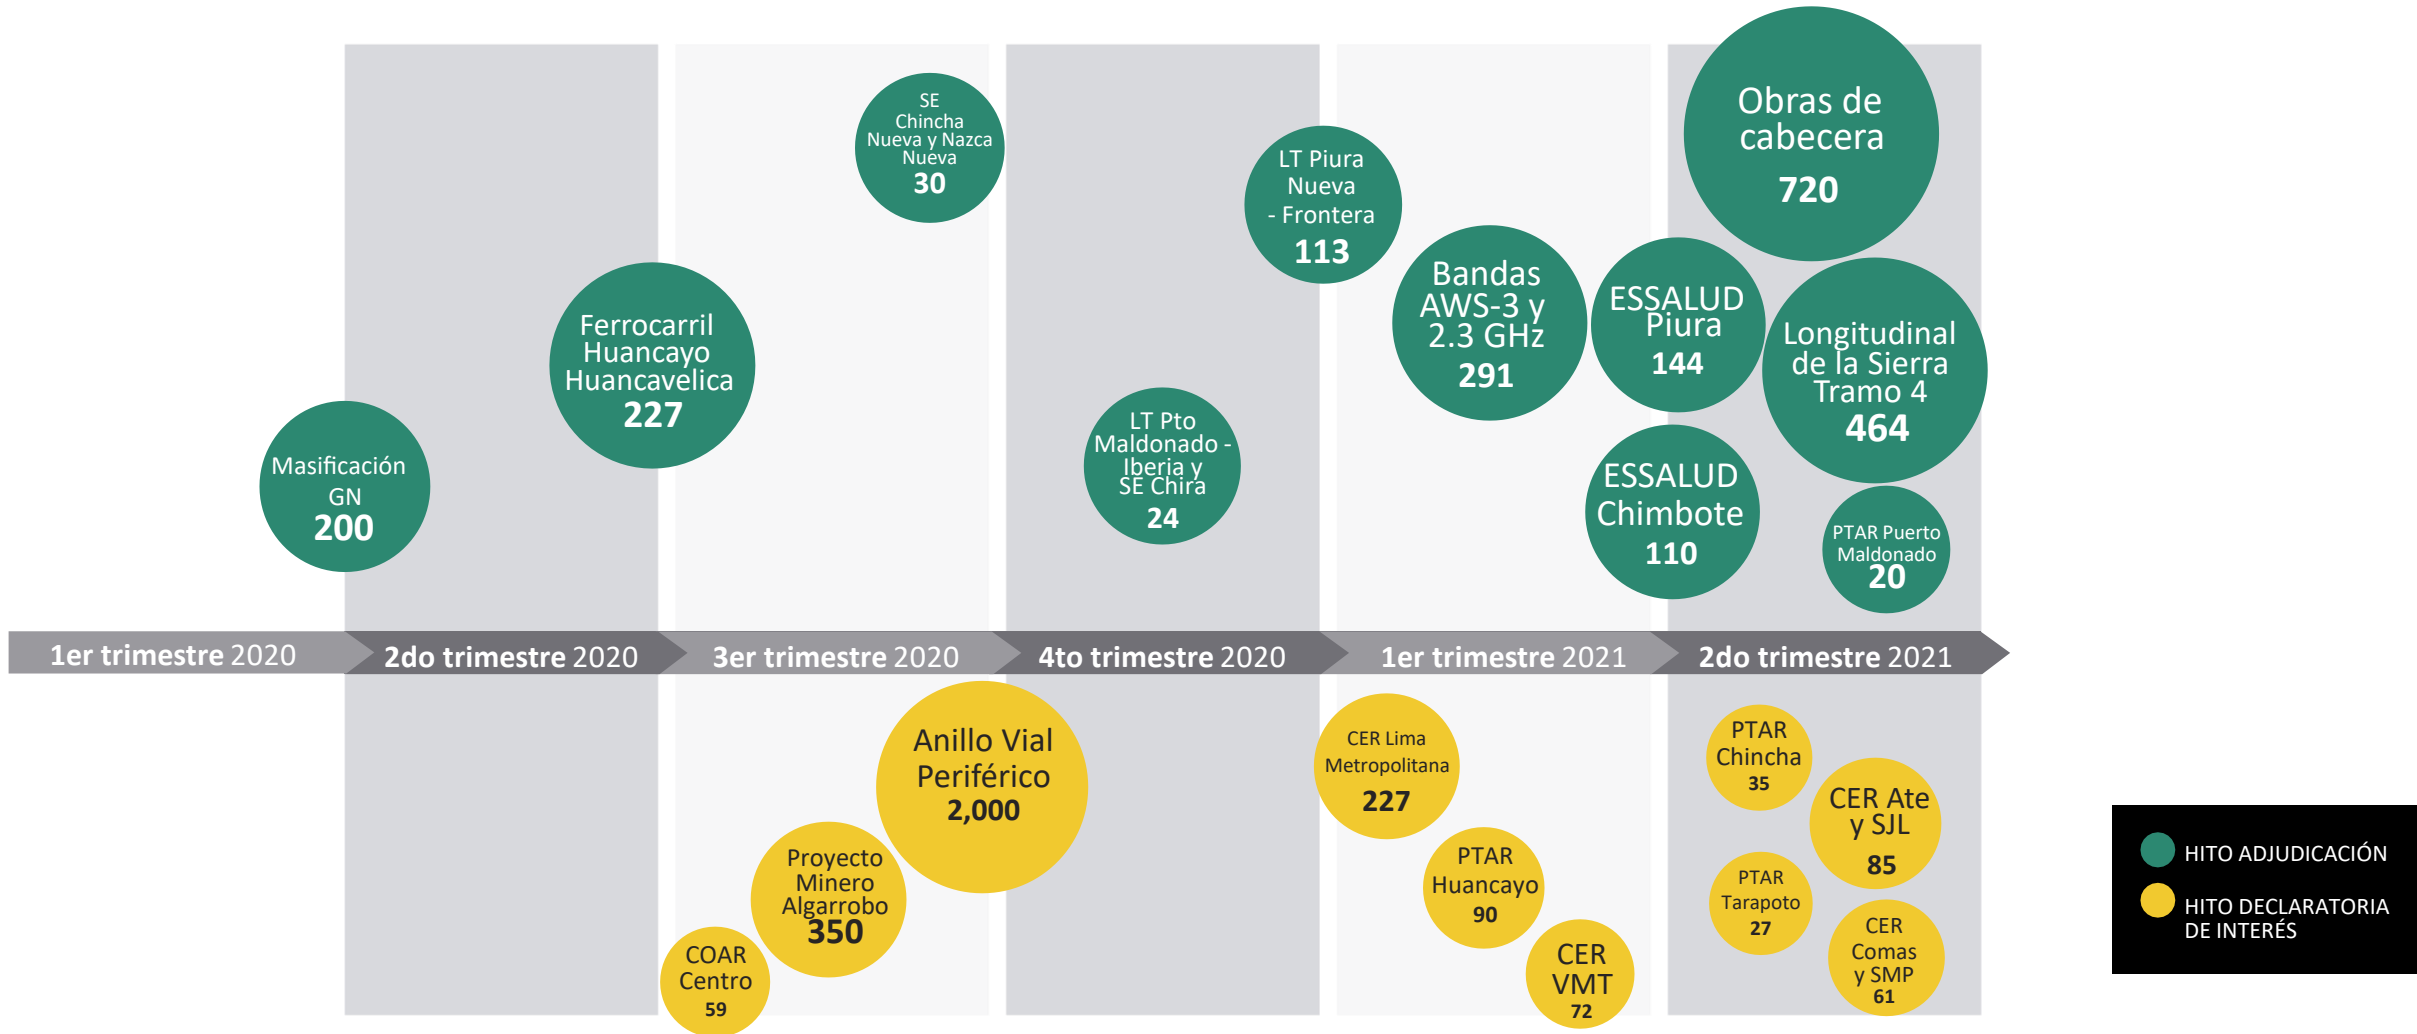 SE
Chincha
Nueva y Nazca
Nueva
30
Obras de
cabecera
720
LT Piura
Nueva
- Frontera
113
Bandas
AWS-3 y
2.3 GHz
291
ESSALUD
Piura
144
Longitudinal
de la Sierra
Tramo 4
464
Ferrocarril
Huancayo
Huancavelica
227
LT Pto
Maldonado -
Iberia y
SE Chira
24
Masificación
GN
200
ESSALUD
Chimbote
110
PTAR Puerto
Maldonado
20
1er trimestre 2020
2do trimestre 2020
3er trimestre 2020
4to trimestre 2020
1er trimestre 2021
2do trimestre 2021
Anillo Vial
Periférico
2,000
CER Lima
Metropolitana
227
PTAR
Chincha
35
CER Ate
y SJL
85
Proyecto
Minero
Algarrobo
350
PTAR
Huancayo
90
PTAR
Tarapoto
27
COAR
Centro
59
CER
VMT
72
CER
Comas
y SMP
61
HITO ADJUDICACIÓN
HITO DECLARATORIA
DE INTERÉS